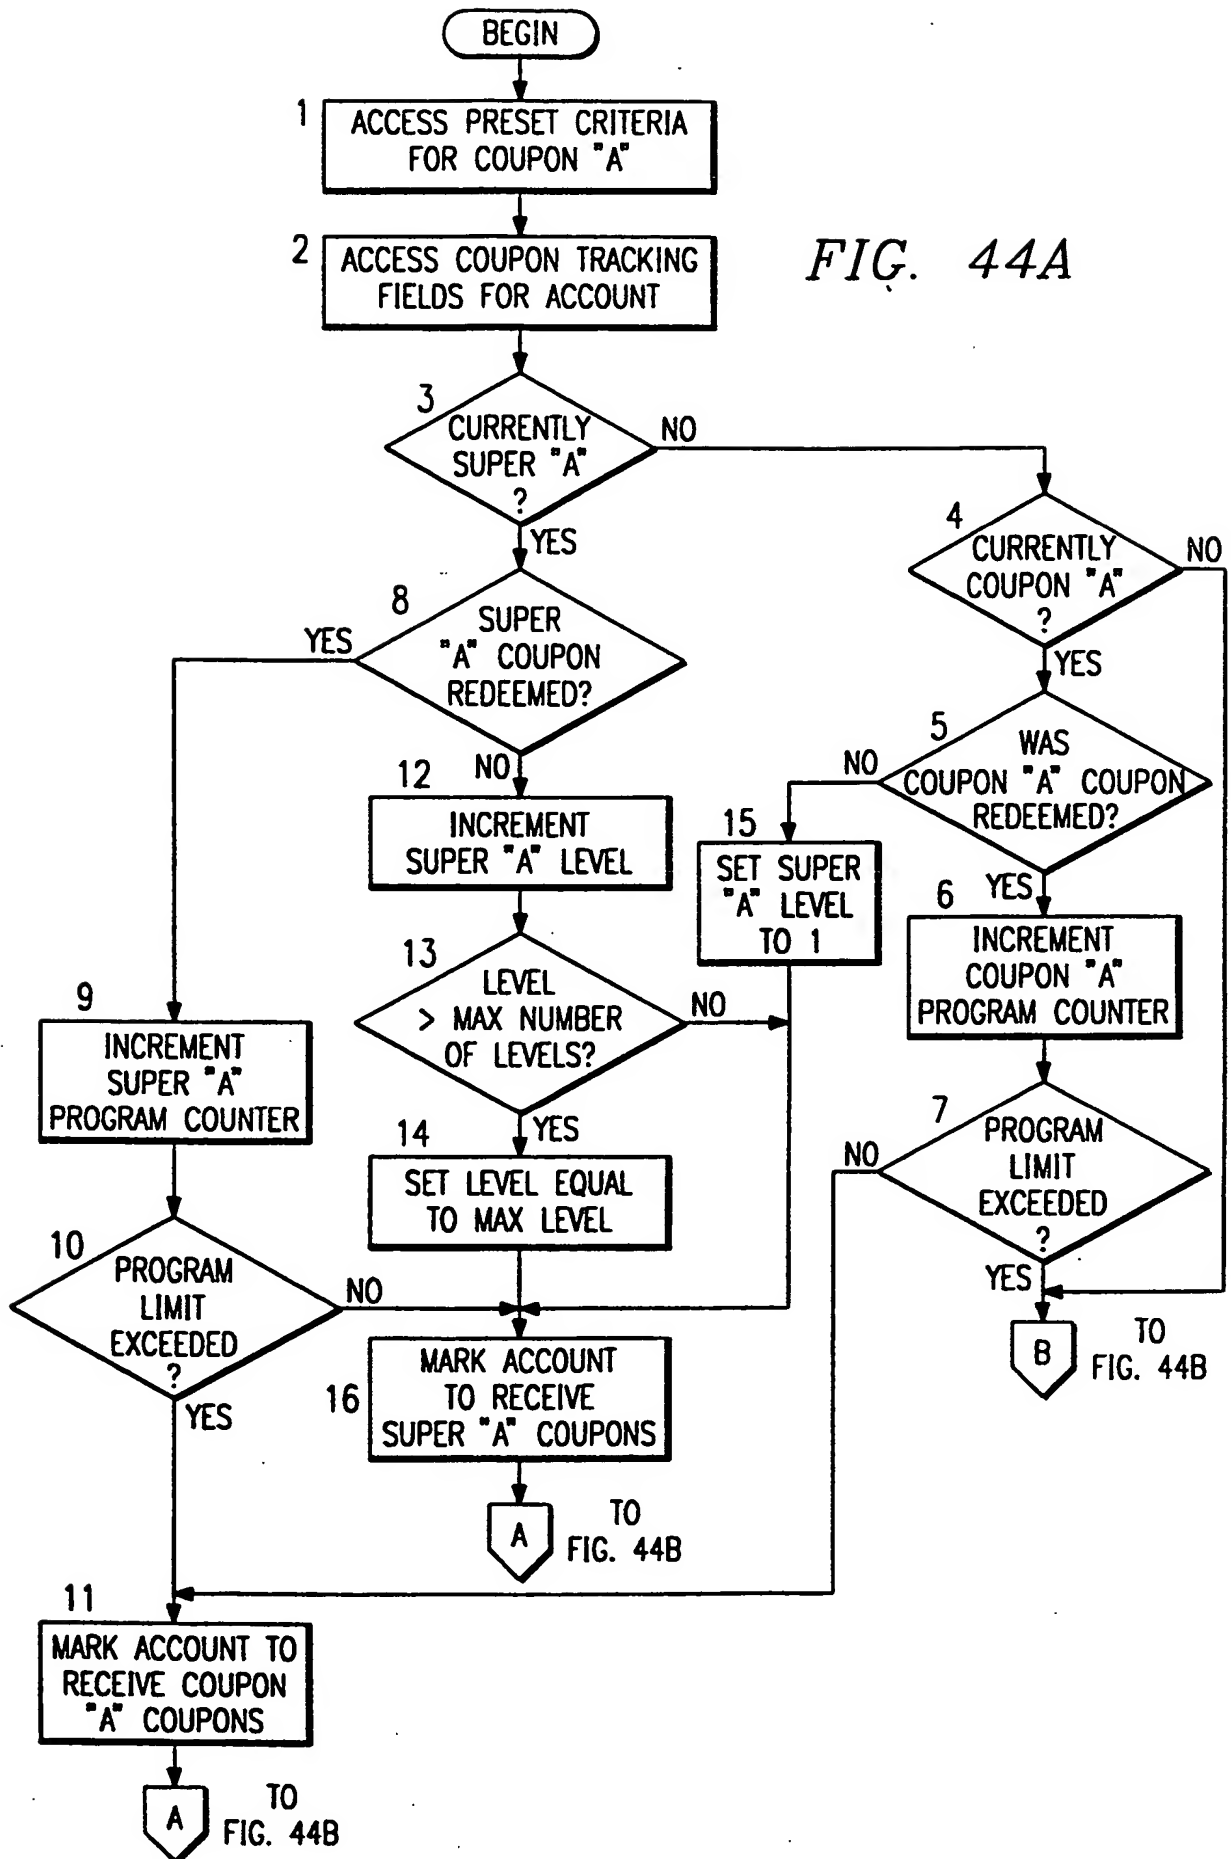 BEGIN
1
ACCESS PRESET CRITERIA
FOR COUPON "A"
2
ACCESS COUPON TRACKING
FIELDS FOR ACCOUNT
FIG. 44A
3
CURRENTLY
SUPER "A"
?
NO
YES
4
CURRENTLY
COUPON "A"
?
NO
YES
8
SUPER
"A" COUPON
REDEEMED?
YES
NO
5
WAS
COUPON "A" COUPON
REDEEMED?
NO
YES
12
INCREMENT
SUPER "A" LEVEL
15
SET SUPER
"A" LEVEL
TO 1
6
INCREMENT
COUPON "A"
PROGRAM COUNTER
13
LEVEL
> MAX NUMBER
OF LEVELS?
NO
YES
9
INCREMENT
SUPER "A"
PROGRAM COUNTER
7
PROGRAM
LIMIT
EXCEEDED
?
NO
YES
14
SET LEVEL EQUAL
TO MAX LEVEL
10
PROGRAM
LIMIT
EXCEEDED
?
NO
YES
B
TO
FIG. 44B
16
MARK ACCOUNT
TO RECEIVE
SUPER "A" COUPONS
A
TO
FIG. 44B
11
MARK ACCOUNT TO
RECEIVE COUPON
"A" COUPONS
A
TO
FIG. 44B